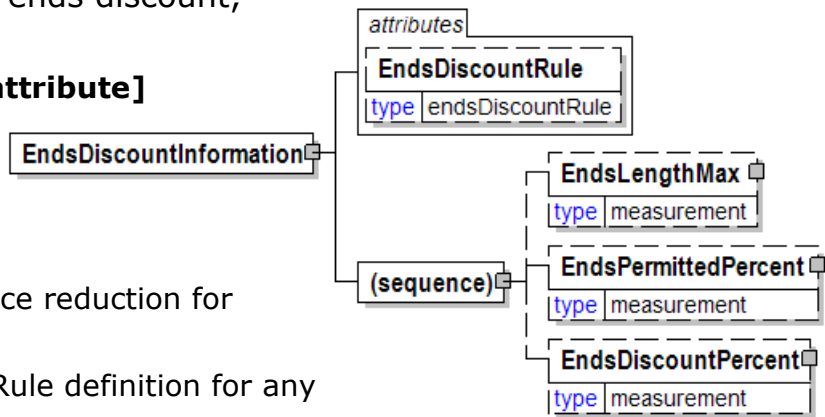 ends discount,
attributes
EndsDiscountRule
type endsDiscountRule
attribute]
EndsDiscountInformation
EndsLengthMax
type measurement
(sequence)
EndsPermittedPercent
type measurement
ce reduction for
EndsDiscountPercent
type measurement
Rule definition for any